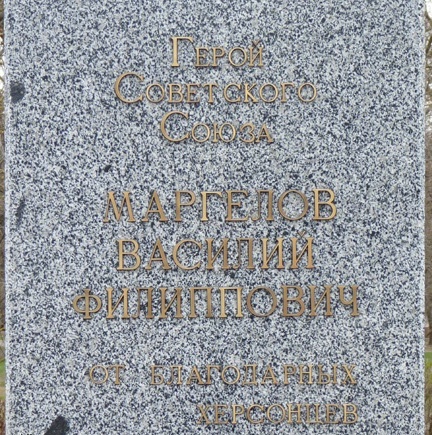 Герой
Советского
Союза
МАРГЕЛОВ
ВАСИЛИЙ
ФИЛИППОВИЧ
ОТ БЛАГОДАРНЫХ
ХЕРСОНЦЕВ